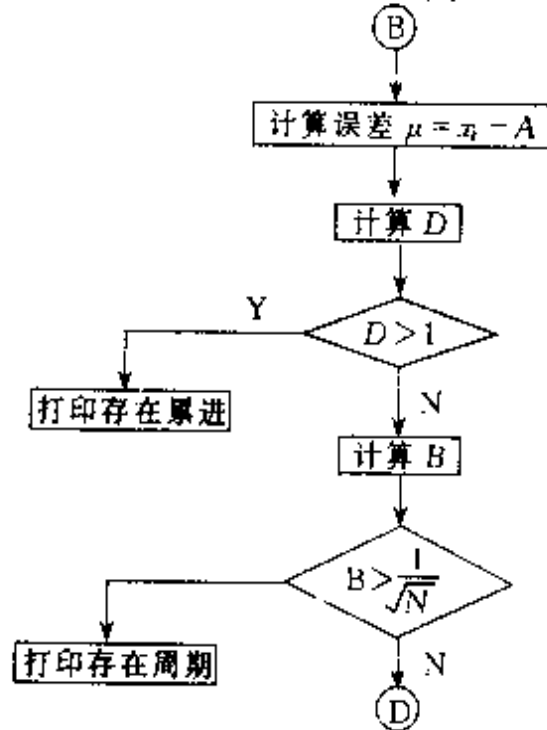 B
计算误差 μ = xᵢ - A
计算 D
Y
D > 1
打印存在累进
N
计算 B
B > 1/√N
打印存在周期
N
D